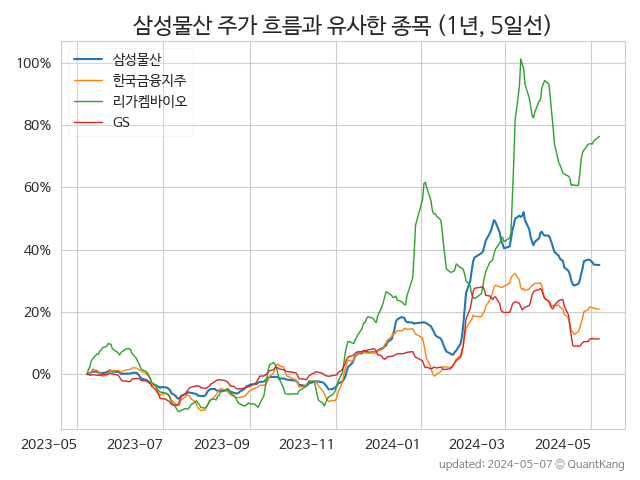 삼성물산 주가 흐름과 유사한 종목 (1년, 5일선)
삼성물산
한국금융지주
리가켐바이오
GS
100%
80%
60%
40%
20%
0%
2023-05
2023-07
2023-09
2023-11
2024-01
2024-03
2024-05
updated: 2024-05-07 © QuantKang